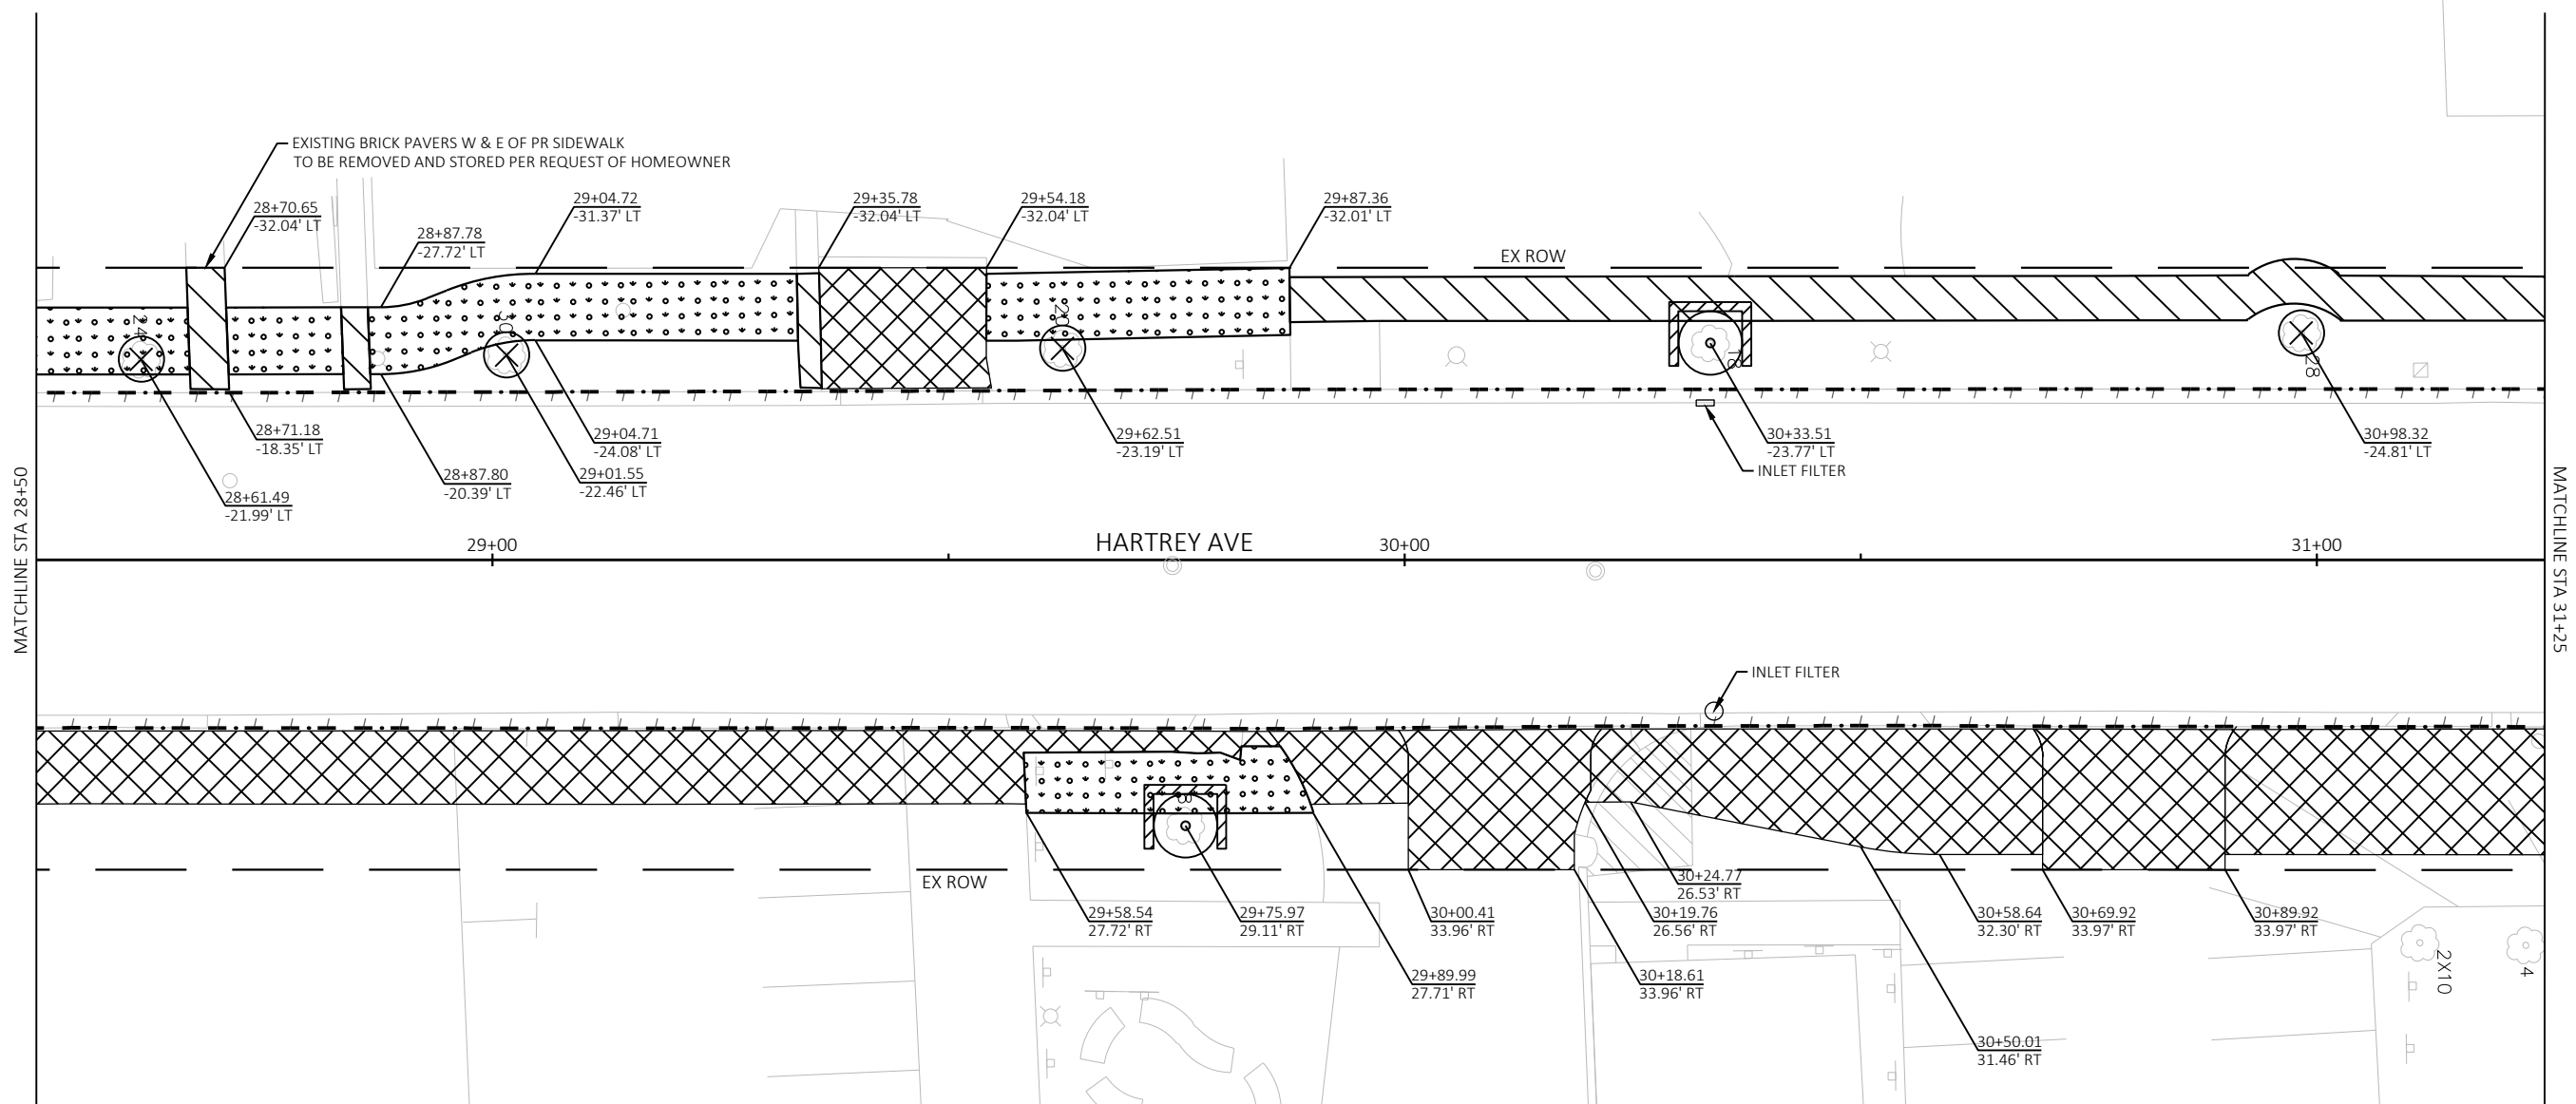 EXISTING BRICK PAVERS W & E OF PR SIDEWALK
TO BE REMOVED AND STORED PER REQUEST OF HOMEOWNER
28+70.65
-32.04' LT
28+87.78
-27.72' LT
29+04.72
-31.37' LT
29+35.78
-32.04' LT
29+54.18
-32.04' LT
29+87.36
-32.01' LT
EX ROW
24
30
20
18
28
28+61.49
-21.99' LT
28+71.18
-18.35' LT
28+87.80
-20.39' LT
29+04.71
-24.08' LT
29+01.55
-22.46' LT
29+62.51
-23.19' LT
30+33.51
-23.77' LT
INLET FILTER
30+98.32
-24.81' LT
MATCHLINE STA 28+50
29+00
HARTREY AVE
30+00
31+00
MATCHLINE STA 31+25
INLET FILTER
8
EX ROW
29+58.54
27.72' RT
29+75.97
29.11' RT
29+89.99
27.71' RT
30+00.41
33.96' RT
30+18.61
33.96' RT
30+24.77
26.53' RT
30+19.76
26.56' RT
30+50.01
31.46' RT
30+58.64
32.30' RT
30+69.92
33.97' RT
30+89.92
33.97' RT
2X10
4